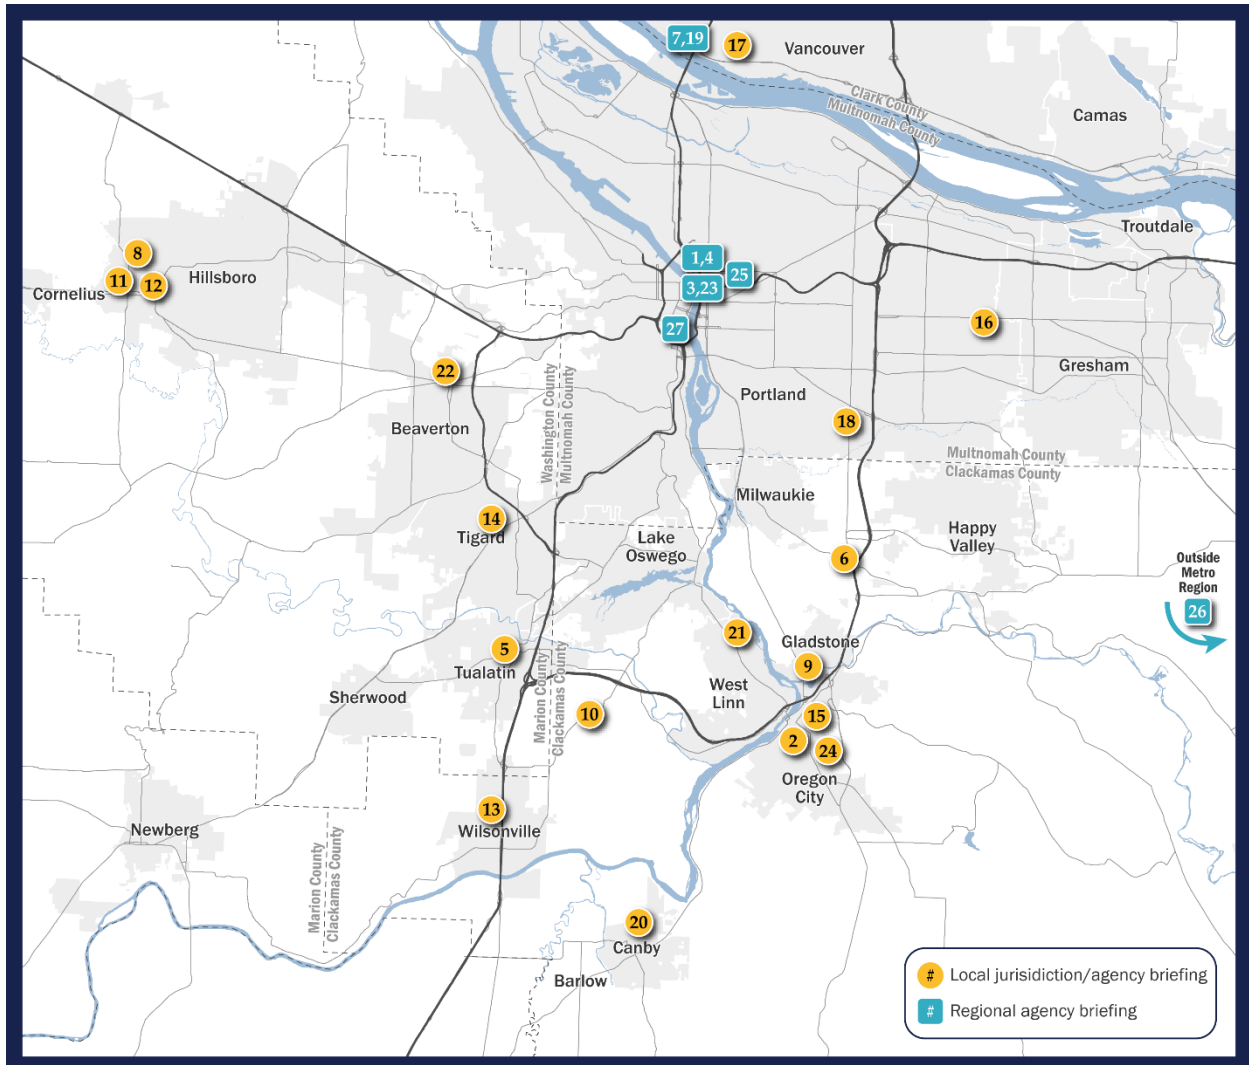 7,19
17
Vancouver
Clark County
Multnomah County
Camas
Troutdale
8
11
12
Hillsboro
Cornelius
1,4
25
3,23
27
16
Gresham
22
Beaverton
Washington County
Multnomah County
Portland
18
Multnomah County
Clackamas County
Milwaukie
14
Tigard
Lake
Oswego
Happy
Valley
6
Outside
Metro
Region
26
21
Gladstone
9
5
Tualatin
Marion County
Clackamas County
Sherwood
West
Linn
10
15
2
24
Oregon
City
13
Wilsonville
Newberg
Marion County
Clackamas County
20
Canby
Barlow
# Local jurisidiction/agency briefing
# Regional agency briefing